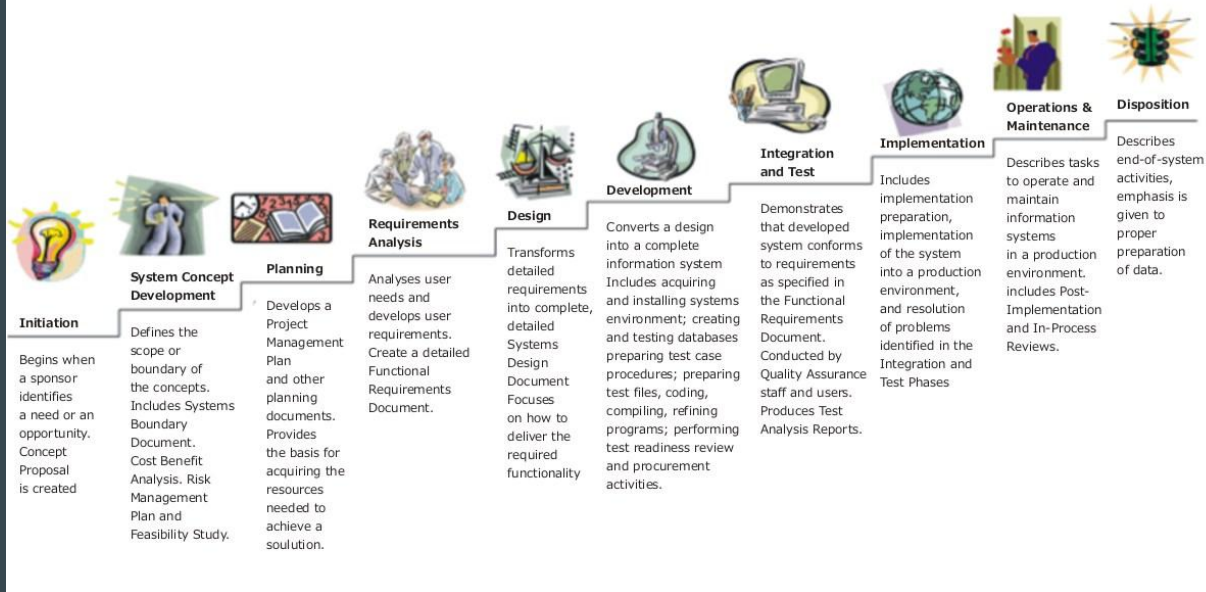 Initiation
Begins when
a sponsor
identifies
a need or an
opportunity.
Concept
Proposal
is created
System Concept
Development
Defines the
scope or
boundary of
the concepts.
Includes Systems
Boundary
Document.
Cost Benefit
Analysis. Risk
Management
Plan and
Feasibility Study.
Planning
Develops a
Project
Management
Plan
and other
planning
documents.
Provides
the basis for
acquiring the
resources
needed to
achieve a
soulution.
Requirements
Analysis
Analyses user
needs and
develops user
requirements.
Create a detailed
Functional
Requirements
Document.
Design
Transforms
detailed
requirements
into complete,
detailed
Systems
Design
Document
Focuses
on how to
deliver the
required
functionality
Development
Converts a design
into a complete
information system
Includes acquiring
and installing systems
environment; creating
and testing databases
preparing test case
procedures; preparing
test files, coding,
compiling, refining
programs; performing
test readiness review
and procurement
activities.
Integration
and Test
Demonstrates
that developed
system conforms
to requirements
as specified in
the Functional
Requirements
Document.
Conducted by
Quality Assurance
staff and users.
Produces Test
Analysis Reports.
Implementation
Includes
implementation
preparation,
implementation
of the system
into a production
environment,
and resolution
of problems
identified in the
Integration and
Test Phases
Operations &
Maintenance
Describes tasks
to operate and
maintain
information
systems
in a production
environment.
includes Post-
Implementation
and In-Process
Reviews.
Disposition
Describes
end-of-system
activities,
emphasis is
given to
proper
preparation
of data.